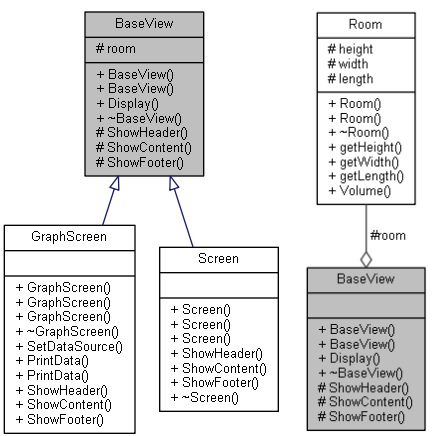 BaseView
# room
+ BaseView()
+ BaseView()
+ Display()
+ ~BaseView()
# ShowHeader()
# ShowContent()
# ShowFooter()
GraphScreen
+ GraphScreen()
+ GraphScreen()
+ GraphScreen()
+ ~GraphScreen()
+ SetDataSource()
+ PrintData()
+ PrintData()
+ ShowHeader()
+ ShowContent()
+ ShowFooter()
Screen
+ Screen()
+ Screen()
+ Screen()
+ ShowHeader()
+ ShowContent()
+ ShowFooter()
+ ~Screen()
Room
# height
# width
# length
+ Room()
+ Room()
+ ~Room()
+ getHeight()
+ getWidth()
+ getLength()
+ Volume()
#room
BaseView
+ BaseView()
+ BaseView()
+ Display()
+ ~BaseView()
# ShowHeader()
# ShowContent()
# ShowFooter()